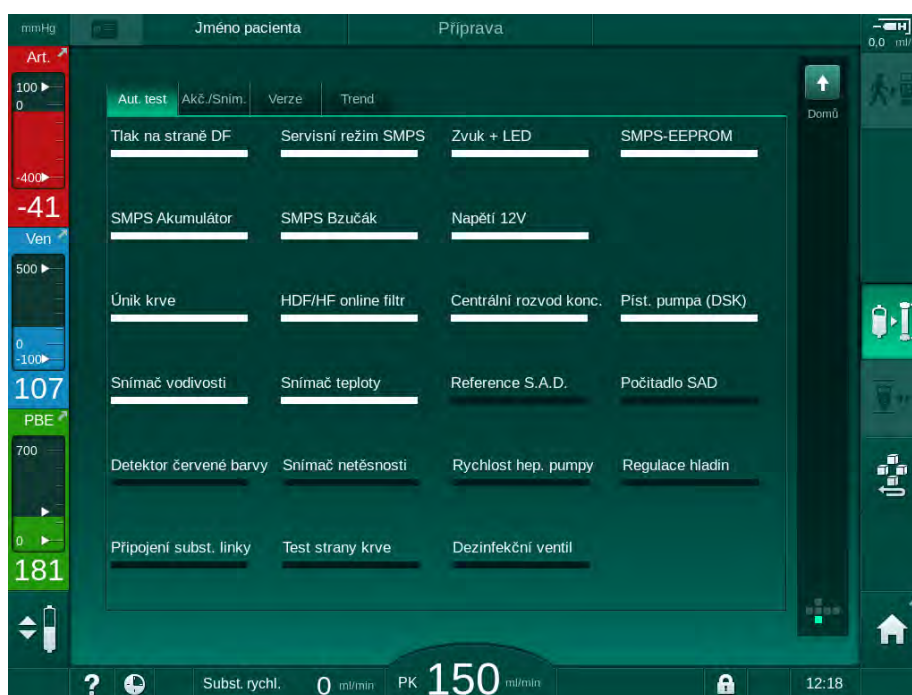 mmHg
Jméno pacienta
Příprava
0,0 ml/
Art.
100
0
-400
-41
Ven
500
0
-100
107
PBE
700
0
181
Aut. test
Akč./Sním.
Verze
Trend
Domů
Tlak na straně DF
Servisní režim SMPS
Zvuk + LED
SMPS-EEPROM
SMPS Akumulátor
SMPS Bzučák
Napětí 12V
Únik krve
HDF/HF online filtr
Centrální rozvod konc.
Píst. pumpa (DSK)
Snímač vodivosti
Snímač teploty
Reference S.A.D.
Počitadlo SAD
Detektor červené barvy
Snímač netěsnosti
Rychlost hep. pumpy
Regulace hladin
Připojení subst. linky
Test strany krve
Dezinfekční ventil
?
Subst. rychl. 0 ml/min
PK 150 ml/min
12:18